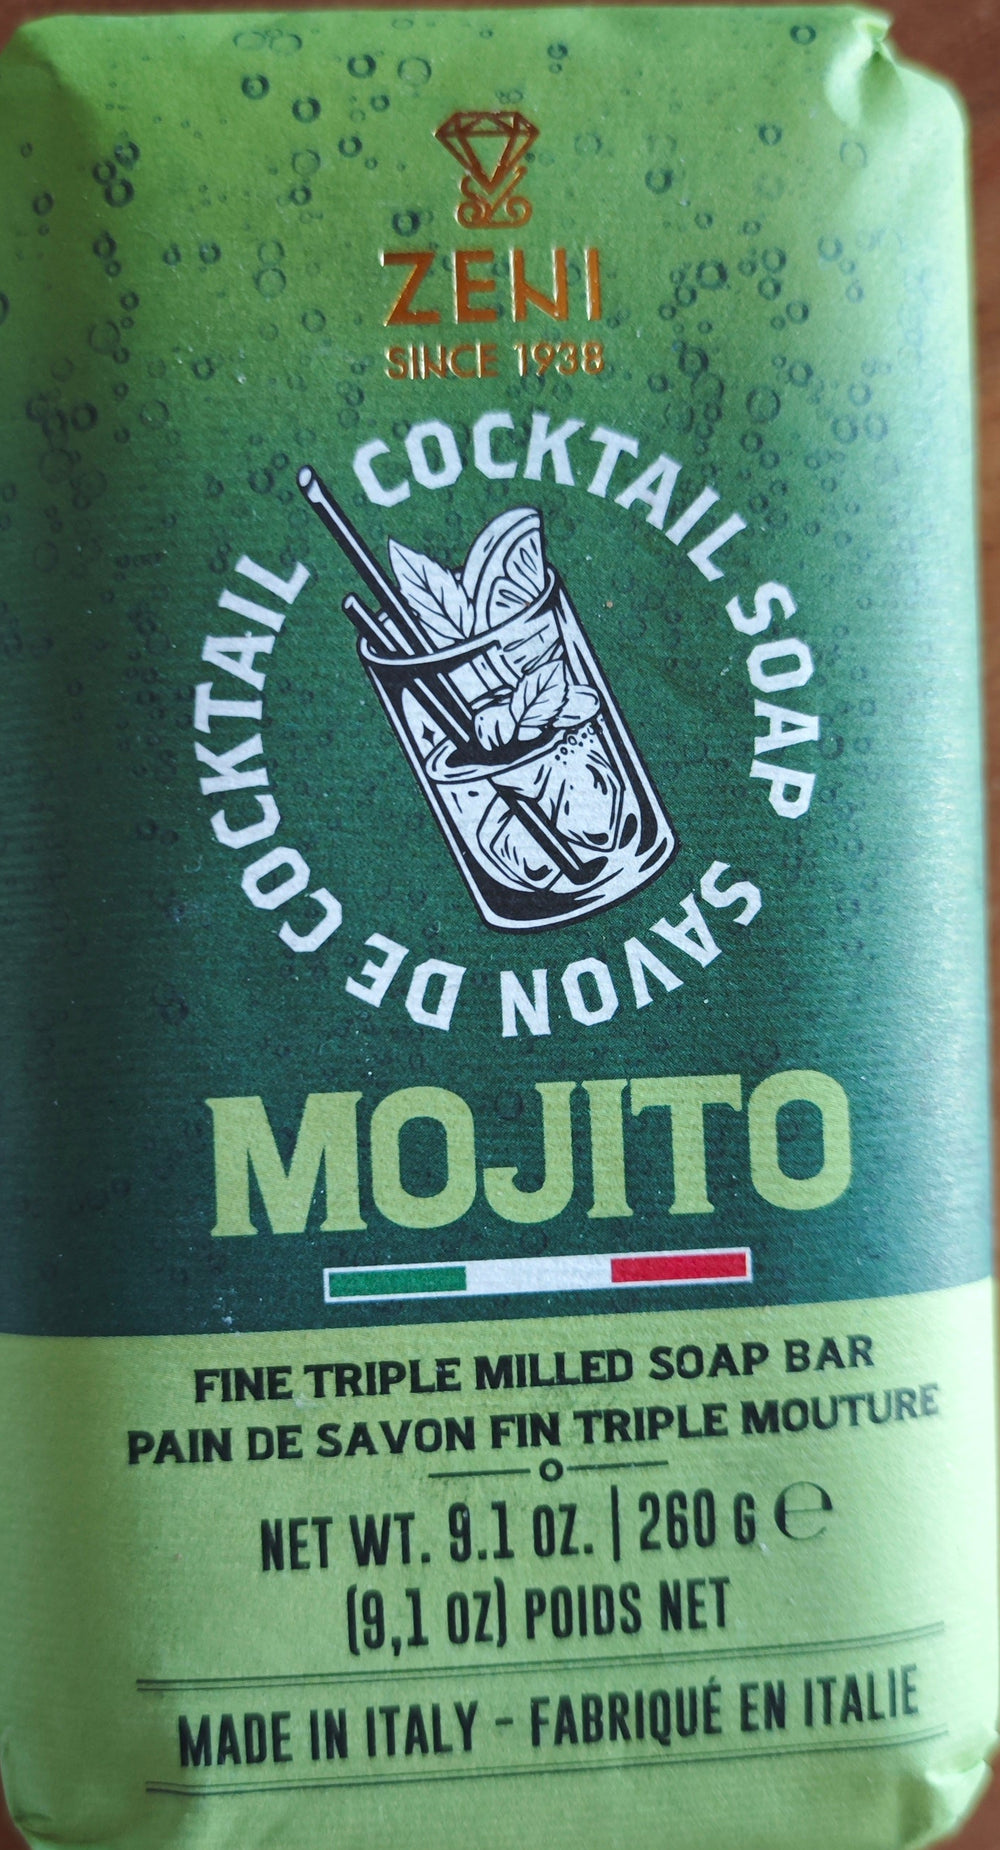 ZENI
SINCE 1938
COCKTAIL SOAP
SAVON DE COCKTAIL
MOJITO
FINE TRIPLE MILLED SOAP BAR
PAIN DE SAVON FIN TRIPLE MOUTURE
NET WT. 9.1 OZ. | 260 G ℮
(9,1 OZ) POIDS NET
MADE IN ITALY - FABRIQUÉ EN ITALIE